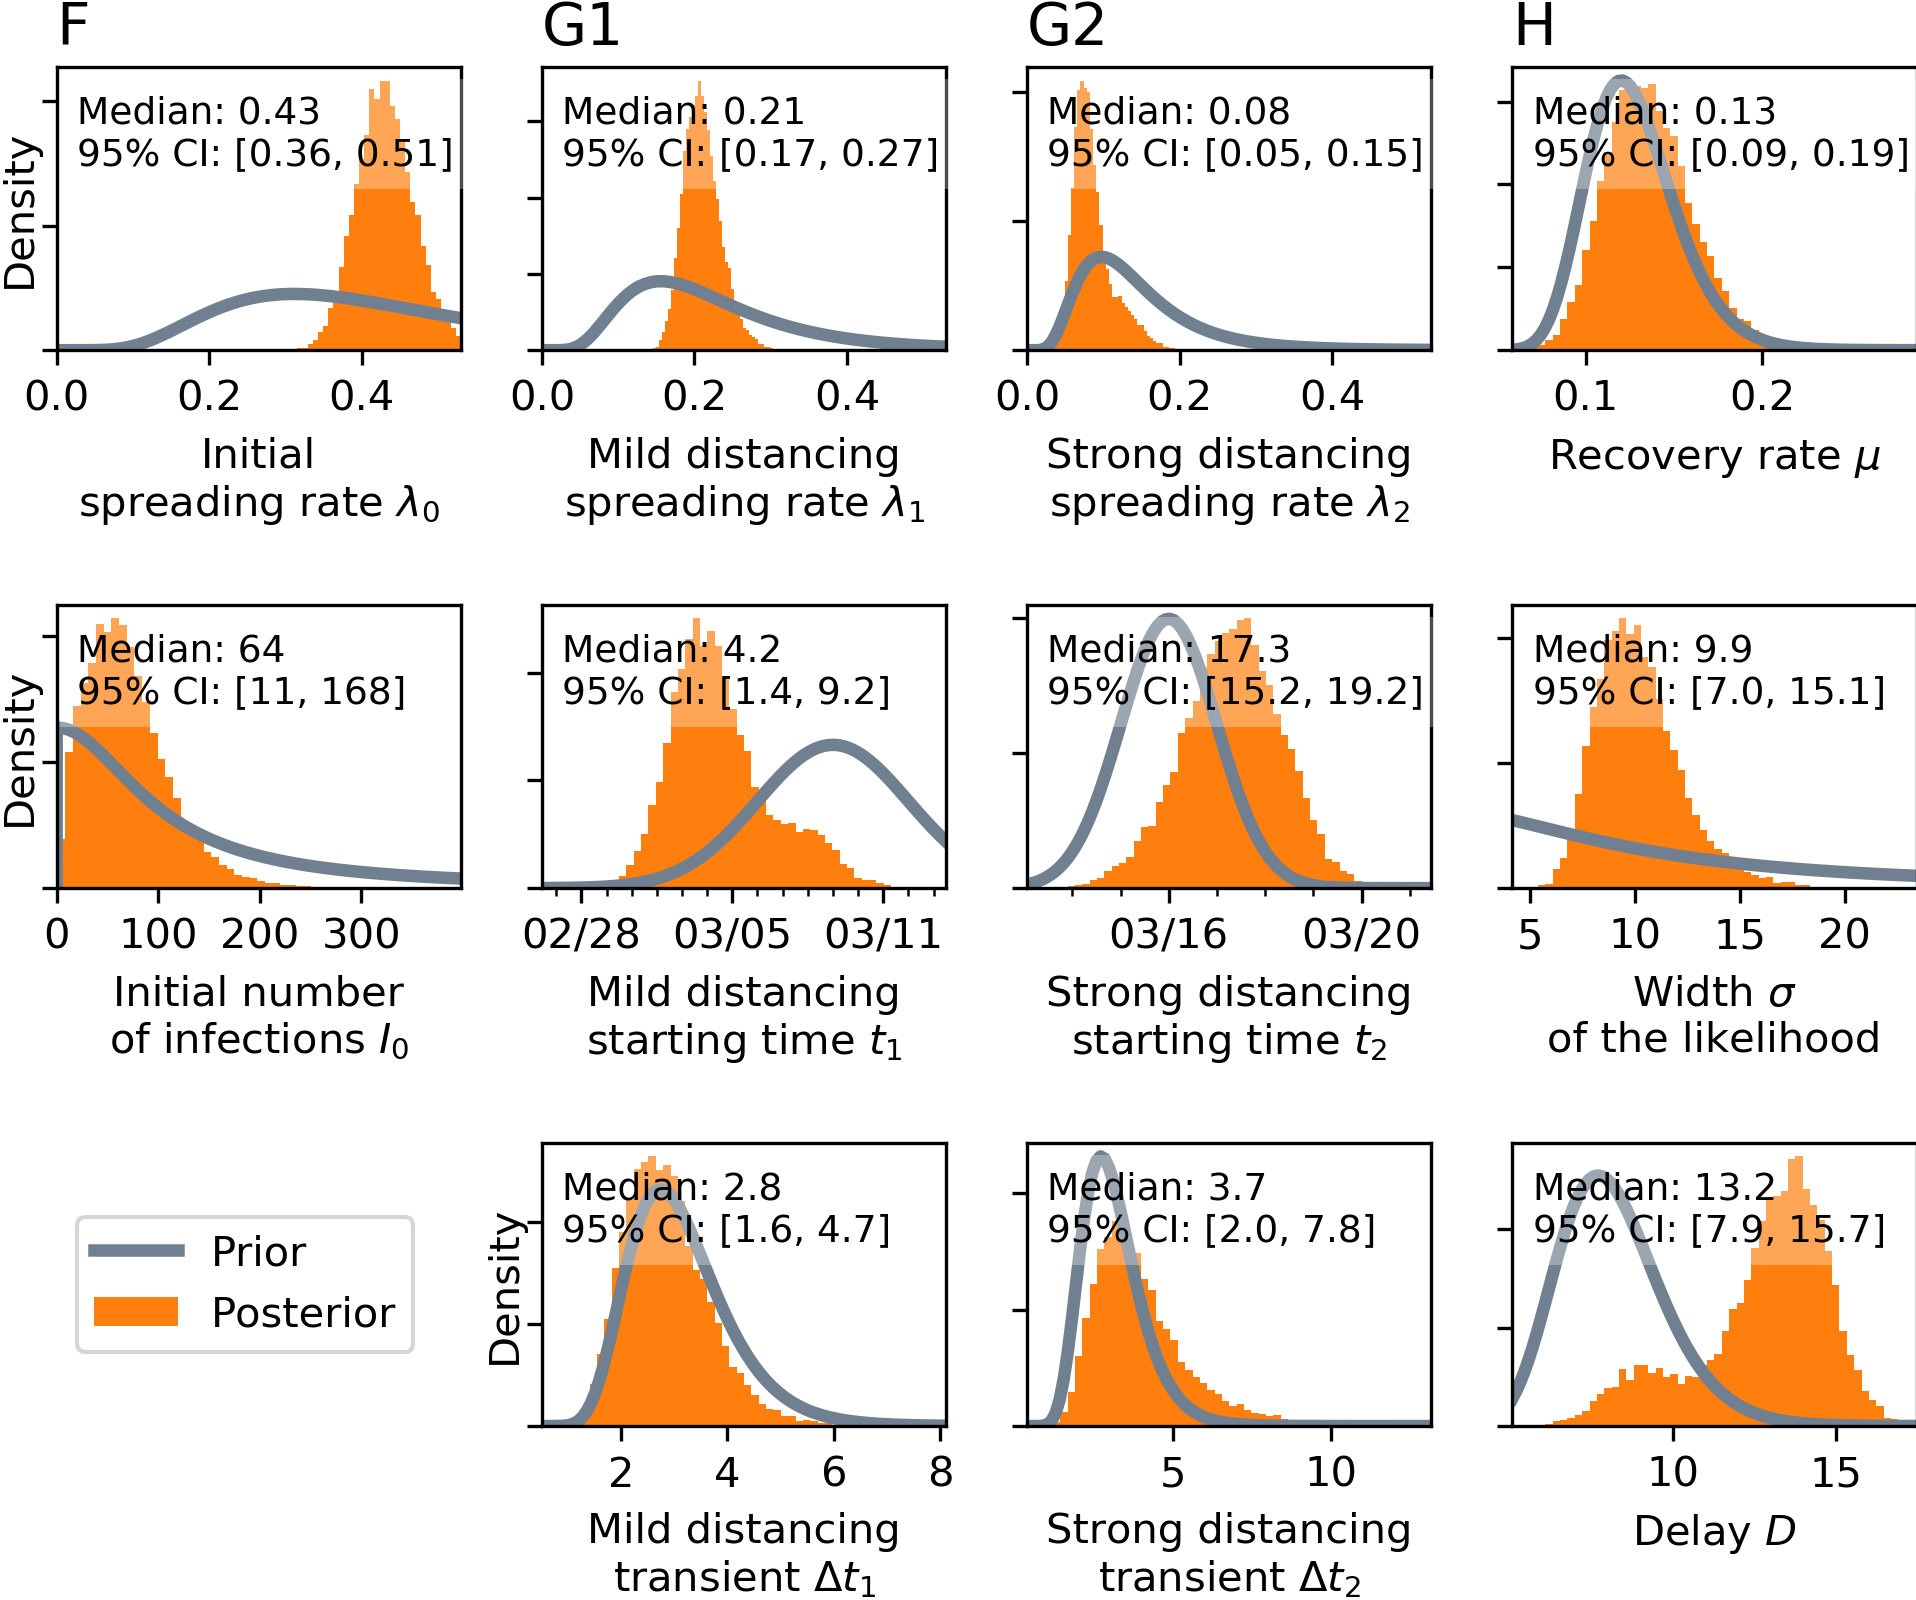 F
Median: 0.43
95% CI: [0.36, 0.51]
Density
0.0 0.2 0.4
Initial
spreading rate λ0
G1
Median: 0.21
95% CI: [0.17, 0.27]
0.0 0.2 0.4
Mild distancing
spreading rate λ1
G2
Median: 0.08
95% CI: [0.05, 0.15]
0.0 0.2 0.4
Strong distancing
spreading rate λ2
H
Median: 0.13
95% CI: [0.09, 0.19]
0.1 0.2
Recovery rate μ
Median: 64
95% CI: [11, 168]
Density
0 100 200 300
Initial number
of infections I0
Median: 4.2
95% CI: [1.4, 9.2]
02/28 03/05 03/11
Mild distancing
starting time t1
Median: 17.3
95% CI: [15.2, 19.2]
03/16 03/20
Strong distancing
starting time t2
Median: 9.9
95% CI: [7.0, 15.1]
5 10 15 20
Width σ
of the likelihood
Prior
Posterior
Median: 2.8
95% CI: [1.6, 4.7]
Density
2 4 6 8
Mild distancing
transient Δt1
Median: 3.7
95% CI: [2.0, 7.8]
5 10
Strong distancing
transient Δt2
Median: 13.2
95% CI: [7.9, 15.7]
10 15
Delay D